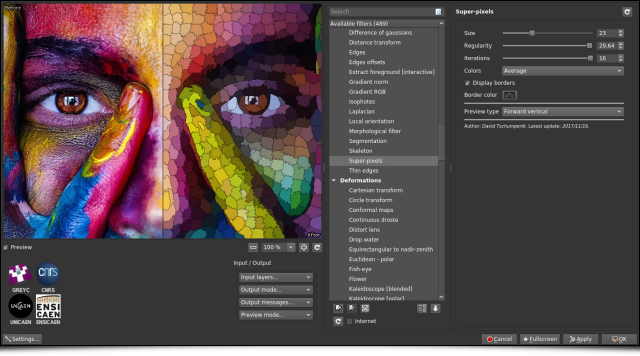 Before
After
Preview
100 %
GREYC
CNRS
UNICAEN
ENSICAEN
cnrs
UNICAEN
ENSI
CAEN
Input / Output
Input layers...
Output mode...
Output messages...
Preview mode...
Settings...
Search
Available filters (489)
Difference of gaussians
Distance transform
Edges
Edges offsets
Extract foreground [interactive]
Gradient norm
Gradient RGB
Isophotes
Laplacian
Local orientation
Morphological filter
Segmentation
Skeleton
Super-pixels
Thin edges
Deformations
Cartesian transform
Circle transform
Conformal maps
Continuous droste
Distort lens
Drop water
Equirectangular to nadir-zenith
Euclidean - polar
Fish-eye
Flower
Kaleidoscope [blended]
Kaleidoscope [polar]
Internet
Super-pixels
Size 23
Regularity 29.64
Iterations 16
Colors Average
Display borders
Border color
Preview type Forward vertical
Author: David Tschumperlé. Latest update: 2017/11/26.
Cancel
Fullscreen
Apply
OK